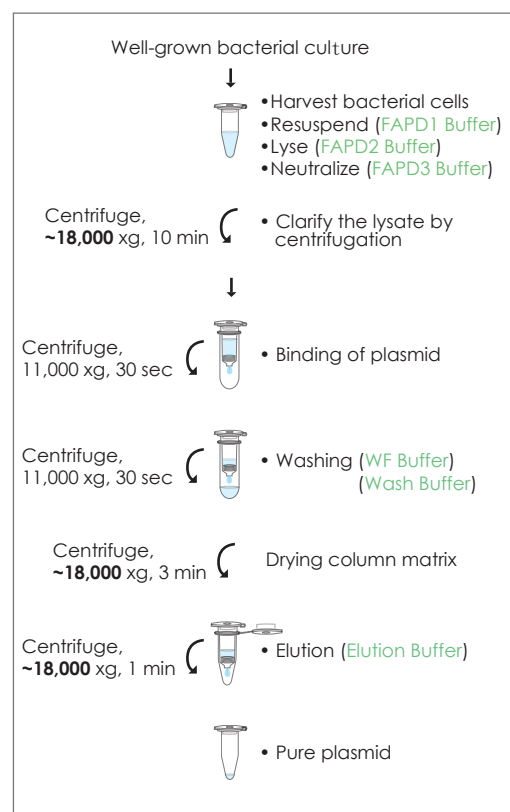 Well-grown bacterial culture
•Harvest bacterial cells
•Resuspend (FAPD1 Buffer)
•Lyse (FAPD2 Buffer)
•Neutralize (FAPD3 Buffer)
Centrifuge,
~18,000 xg, 10 min
• Clarify the lysate by
centrifugation
Centrifuge,
11,000 xg, 30 sec
• Binding of plasmid
Centrifuge,
11,000 xg, 30 sec
• Washing (WF Buffer)
(Wash Buffer)
Centrifuge,
~18,000 xg, 3 min
Drying column matrix
Centrifuge,
~18,000 xg, 1 min
• Elution (Elution Buffer)
• Pure plasmid